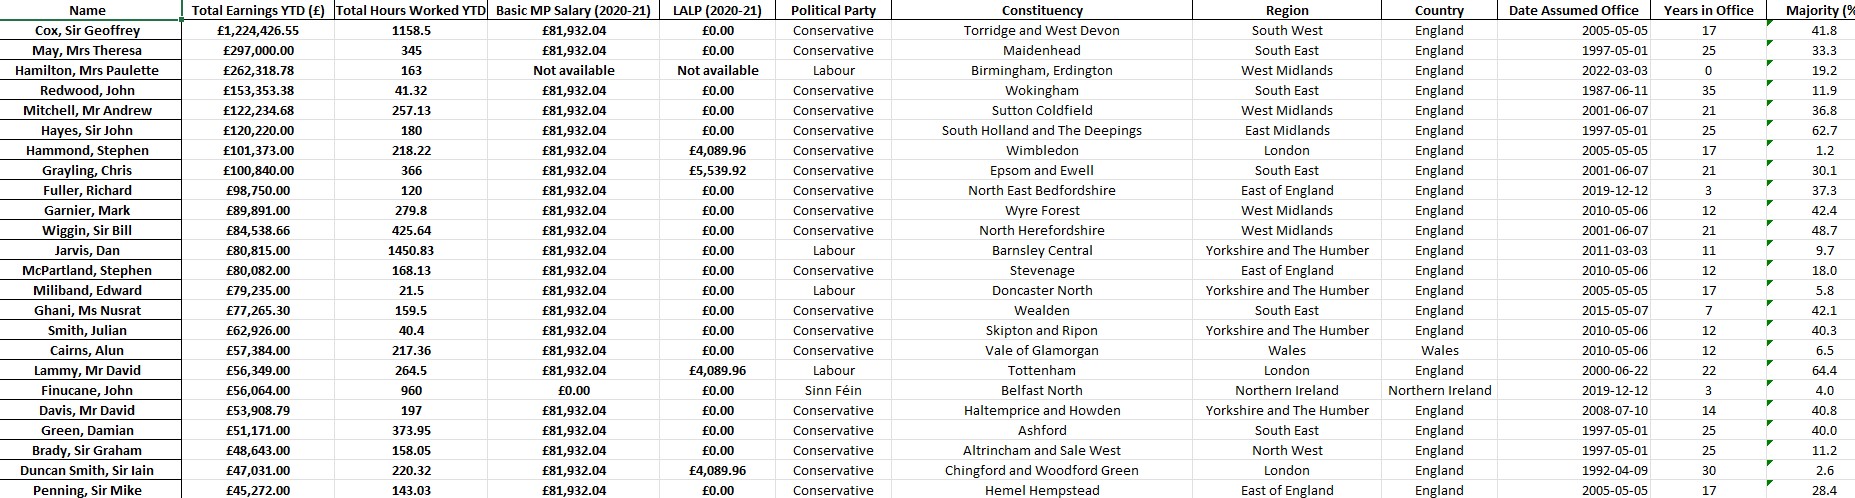 Name Total Earnings YTD (£) Total Hours Worked YTD Basic MP Salary (2020-21) LALP (2020-21) Political Party Constituency Region Country Date Assumed Office Years in Office Majority (%
Cox, Sir Geoffrey £1,224,426.55 1158.5 £81,932.04 £0.00 Conservative Torridge and West Devon South West England 2005-05-05 17 41.8
May, Mrs Theresa £297,000.00 345 £81,932.04 £0.00 Conservative Maidenhead South East England 1997-05-01 25 33.3
Hamilton, Mrs Paulette £262,318.78 163 Not available Not available Labour Birmingham, Erdington West Midlands England 2022-03-03 0 19.2
Redwood, John £153,353.38 41.32 £81,932.04 £0.00 Conservative Wokingham South East England 1987-06-11 35 11.9
Mitchell, Mr Andrew £122,234.68 257.13 £81,932.04 £0.00 Conservative Sutton Coldfield West Midlands England 2001-06-07 21 36.8
Hayes, Sir John £120,220.00 180 £81,932.04 £0.00 Conservative South Holland and The Deepings East Midlands England 1997-05-01 25 62.7
Hammond, Stephen £101,373.00 218.22 £81,932.04 £4,089.96 Conservative Wimbledon London England 2005-05-05 17 1.2
Grayling, Chris £100,840.00 366 £81,932.04 £5,539.92 Conservative Epsom and Ewell South East England 2001-06-07 21 30.1
Fuller, Richard £98,750.00 120 £81,932.04 £0.00 Conservative North East Bedfordshire East of England England 2019-12-12 3 37.3
Garnier, Mark £89,891.00 279.8 £81,932.04 £0.00 Conservative Wyre Forest West Midlands England 2010-05-06 12 42.4
Wiggin, Sir Bill £84,538.66 425.64 £81,932.04 £0.00 Conservative North Herefordshire West Midlands England 2001-06-07 21 48.7
Jarvis, Dan £80,815.00 1450.83 £81,932.04 £0.00 Labour Barnsley Central Yorkshire and The Humber England 2011-03-03 11 9.7
McPartland, Stephen £80,082.00 168.13 £81,932.04 £0.00 Conservative Stevenage East of England England 2010-05-06 12 18.0
Miliband, Edward £79,235.00 21.5 £81,932.04 £0.00 Labour Doncaster North Yorkshire and The Humber England 2005-05-05 17 5.8
Ghani, Ms Nusrat £77,265.30 159.5 £81,932.04 £0.00 Conservative Wealden South East England 2015-05-07 7 42.1
Smith, Julian £62,926.00 40.4 £81,932.04 £0.00 Conservative Skipton and Ripon Yorkshire and The Humber England 2010-05-06 12 40.3
Cairns, Alun £57,384.00 217.36 £81,932.04 £0.00 Conservative Vale of Glamorgan Wales Wales 2010-05-06 12 6.5
Lammy, Mr David £56,349.00 264.5 £81,932.04 £4,089.96 Labour Tottenham London England 2000-06-22 22 64.4
Finucane, John £56,064.00 960 £0.00 £0.00 Sinn Féin Belfast North Northern Ireland Northern Ireland 2019-12-12 3 4.0
Davis, Mr David £53,908.79 197 £81,932.04 £0.00 Conservative Haltemprice and Howden Yorkshire and The Humber England 2008-07-10 14 40.8
Green, Damian £51,171.00 373.95 £81,932.04 £0.00 Conservative Ashford South East England 1997-05-01 25 40.0
Brady, Sir Graham £48,643.00 158.05 £81,932.04 £0.00 Conservative Altrincham and Sale West North West England 1997-05-01 25 11.2
Duncan Smith, Sir Iain £47,031.00 220.32 £81,932.04 £4,089.96 Conservative Chingford and Woodford Green London England 1992-04-09 30 2.6
Penning, Sir Mike £45,272.00 143.03 £81,932.04 £0.00 Conservative Hemel Hempstead East of England England 2005-05-05 17 28.4